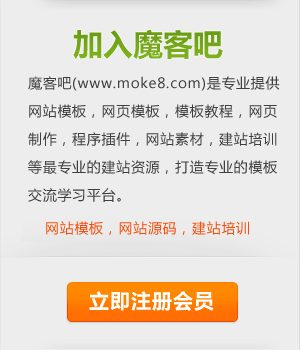 加入魔客吧
魔客吧(www.moke8.com)是专业提供
网站模板，网页模板，模板教程，网页
制作，程序插件，网站素材，建站培训
等最专业的建站资源，打造专业的模板
交流学习平台。
网站模板，网站源码，建站培训
立即注册会员